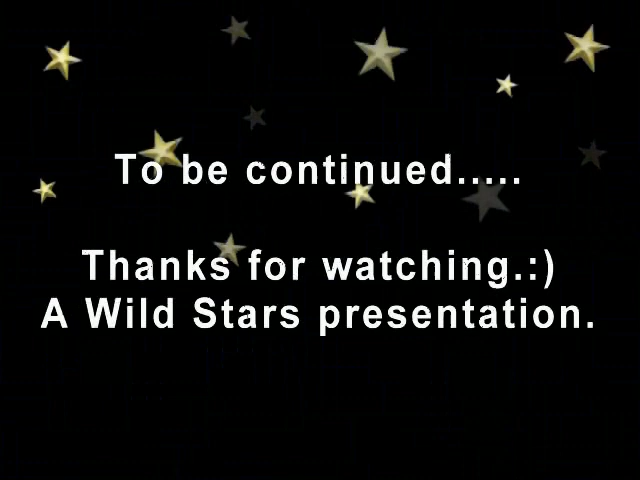 To be continued.....
Thanks for watching.:)
A Wild Stars presentation.